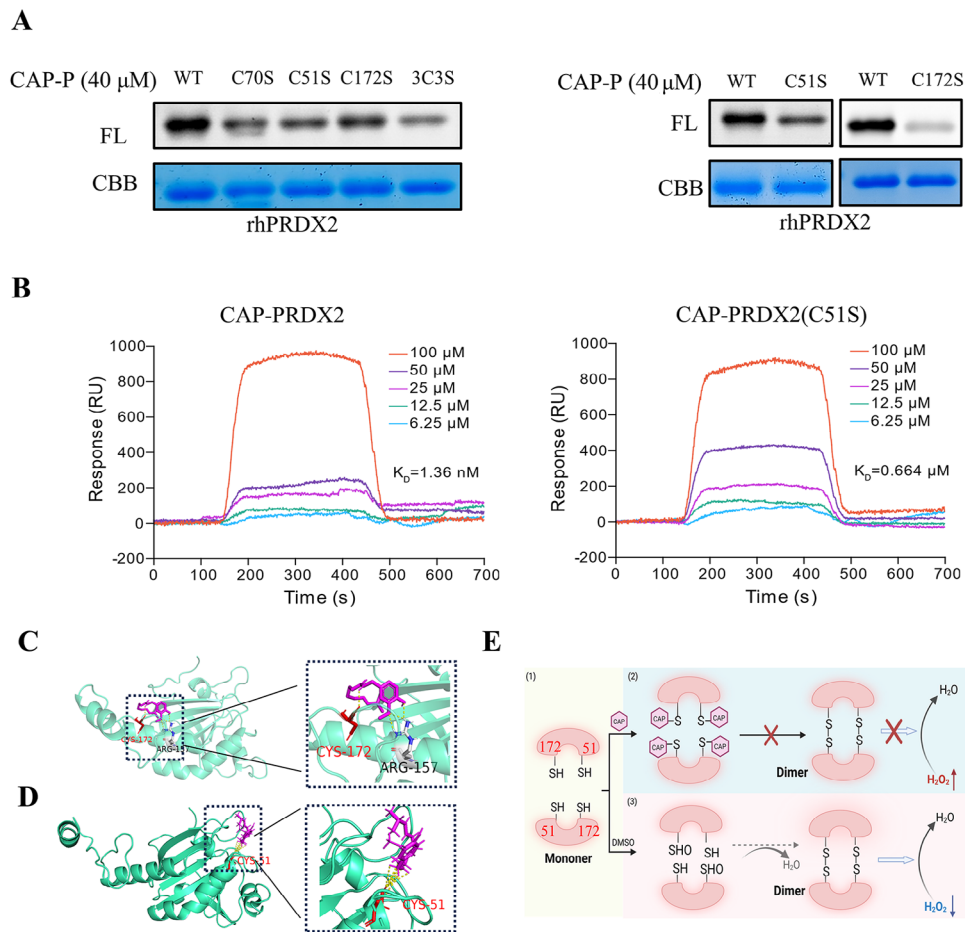 A
CAP-P (40 μM) WT C70S C51S C172S 3C3S
FL
CBB
rhPRDX2
CAP-P (40 μM) WT C51S WT C172S
FL
CBB
rhPRDX2
B
CAP-PRDX2
1000
800
600
400
200
0
-200
Response (RU)
0 100 200 300 400 500 600 700
Time (s)
100 μM
50 μM
25 μM
12.5 μM
6.25 μM
KD=1.36 nM
CAP-PRDX2(C51S)
1000
800
600
400
200
0
-200
Response (RU)
0 100 200 300 400 500 600 700
Time (s)
100 μM
50 μM
25 μM
12.5 μM
6.25 μM
KD=0.664 μM
C
CYS-172
ARG-157
CYS-172
ARG-157
D
CYS-51
CYS-51
E
(1)
172 51
SH SH
SH SH
51 172
Mononer
CAP
DMSO
(2)
CAP S S CAP
CAP S S CAP
S S
S S
Dimer
H₂O
H₂O₂
(3)
SHO SH
SH SHO
H₂O
S S
S S
Dimer
H₂O
H₂O₂